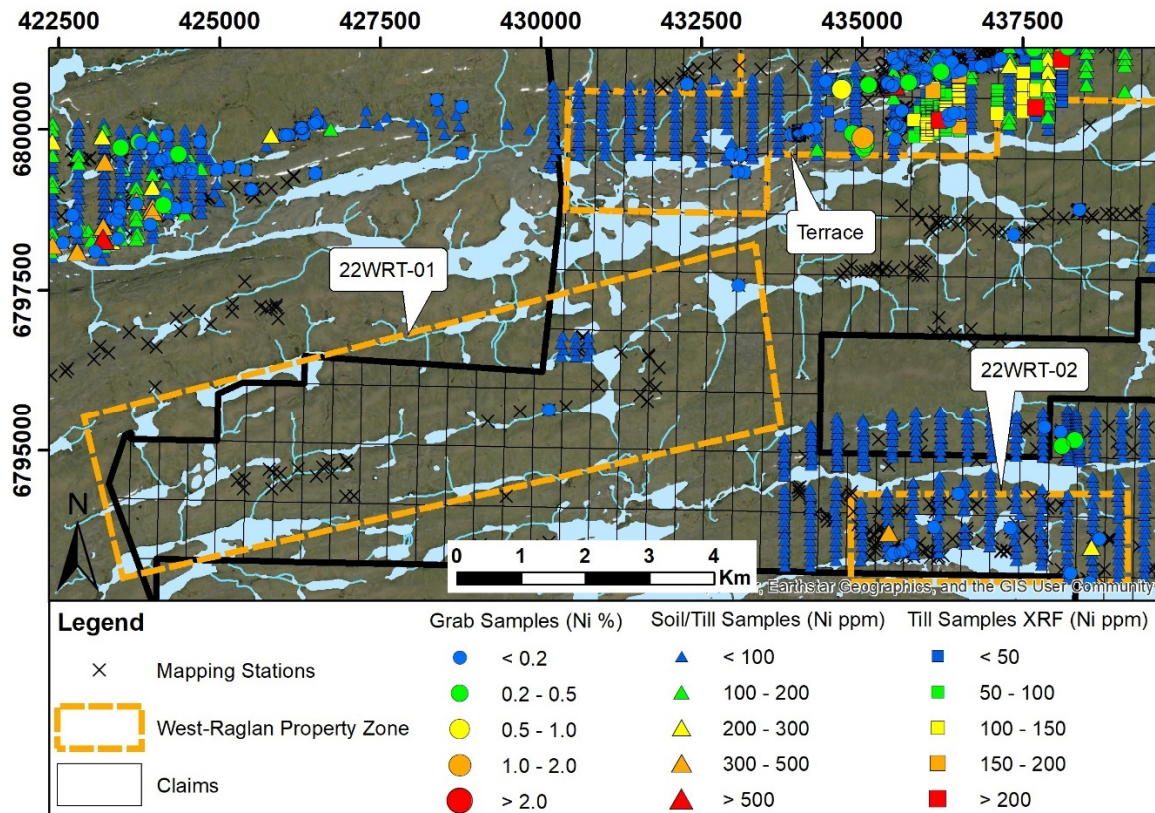 422500 425000 427500 430000 432500 435000 437500
6800000
6797500
6795000
Terrace
22WRT-01
22WRT-02
N
0 1 2 3 4
Km
, Earthstar Geographics, and the GIS User Community
Legend
Mapping Stations
West-Raglan Property Zone
Claims
Grab Samples (Ni %)
< 0.2
0.2 - 0.5
0.5 - 1.0
1.0 - 2.0
> 2.0
Soil/Till Samples (Ni ppm)
< 100
100 - 200
200 - 300
300 - 500
> 500
Till Samples XRF (Ni ppm)
< 50
50 - 100
100 - 150
150 - 200
> 200